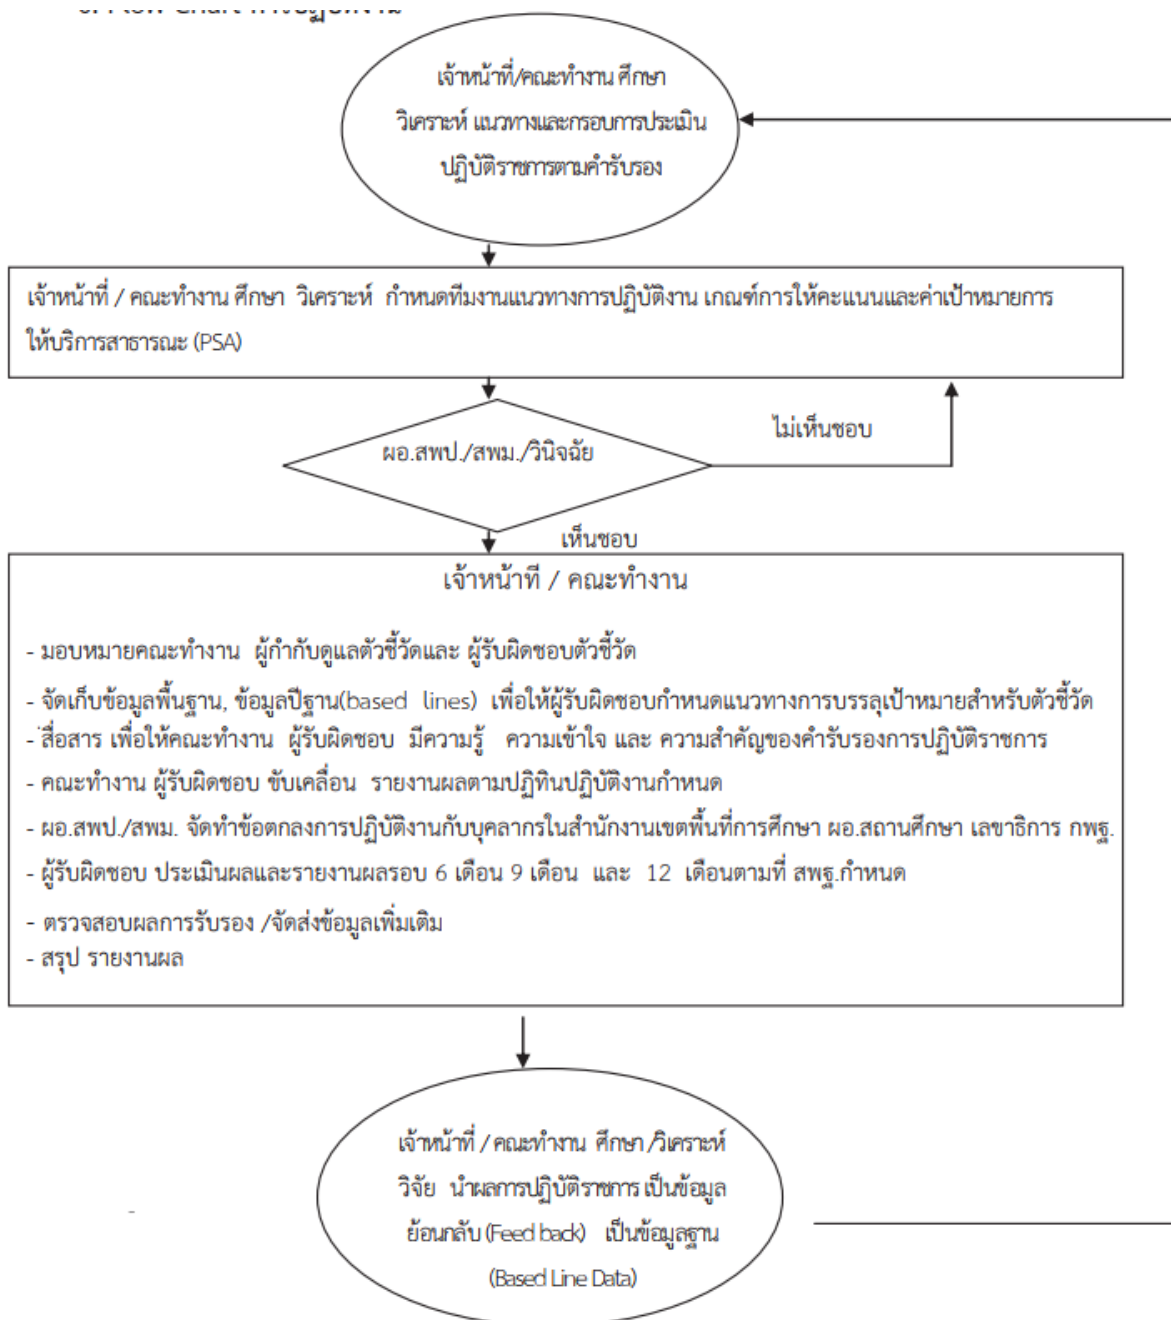 Flow Chart การปฏิบัติงาน
เจ้าหน้าที่/คณะทำงาน ศึกษา
วิเคราะห์ แนวทางและกรอบการประเมิน
ปฏิบัติราชการตามคำรับรอง
เจ้าหน้าที่ / คณะทำงาน ศึกษา วิเคราะห์ กำหนดทีมงานแนวทางการปฏิบัติงาน เกณฑ์การให้คะแนนและค่าเป้าหมายการ
ให้บริการสาธารณะ (PSA)
ไม่เห็นชอบ
ผอ.สพป./สพม./วินิจฉัย
เห็นชอบ
เจ้าหน้าที / คณะทำงาน
- มอบหมายคณะทำงาน ผู้กำกับดูแลตัวชี้วัดและ ผู้รับผิดชอบตัวชี้วัด
- จัดเก็บข้อมูลพื้นฐาน, ข้อมูลปีฐาน(based lines) เพื่อให้ผู้รับผิดชอบกำหนดแนวทางการบรรลุเป้าหมายสำหรับตัวชี้วัด
- สื่อสาร เพื่อให้คณะทำงาน ผู้รับผิดชอบ มีความรู้ ความเข้าใจ และ ความสำคัญของคำรับรองการปฏิบัติราชการ
- คณะทำงาน ผู้รับผิดชอบ ขับเคลื่อน รายงานผลตามปฏิทินปฏิบัติงานกำหนด
- ผอ.สพป./สพม. จัดทำข้อตกลงการปฏิบัติงานกับบุคลากรในสำนักงานเขตพื้นที่การศึกษา ผอ.สถานศึกษา เลขาธิการ กพฐ.
- ผู้รับผิดชอบ ประเมินผลและรายงานผลรอบ 6 เดือน 9 เดือน และ 12 เดือนตามที่ สพฐ.กำหนด
- ตรวจสอบผลการรับรอง /จัดส่งข้อมูลเพิ่มเติม
- สรุป รายงานผล
เจ้าหน้าที่ / คณะทำงาน ศึกษา /วิเคราะห์
วิจัย นำผลการปฏิบัติราชการ เป็นข้อมูล
ย้อนกลับ (Feed back) เป็นข้อมูลฐาน
(Based Line Data)